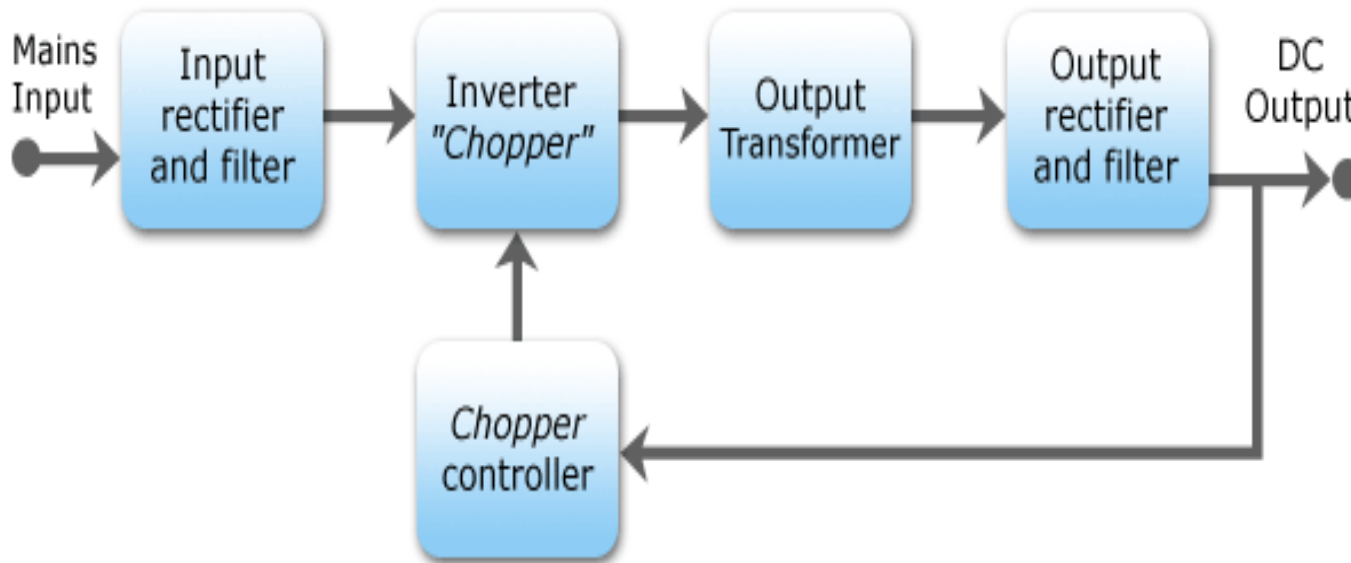 Mains
Input
Input
rectifier
and filter
Inverter
"Chopper"
Output
Transformer
Output
rectifier
and filter
DC
Output
Chopper
controller